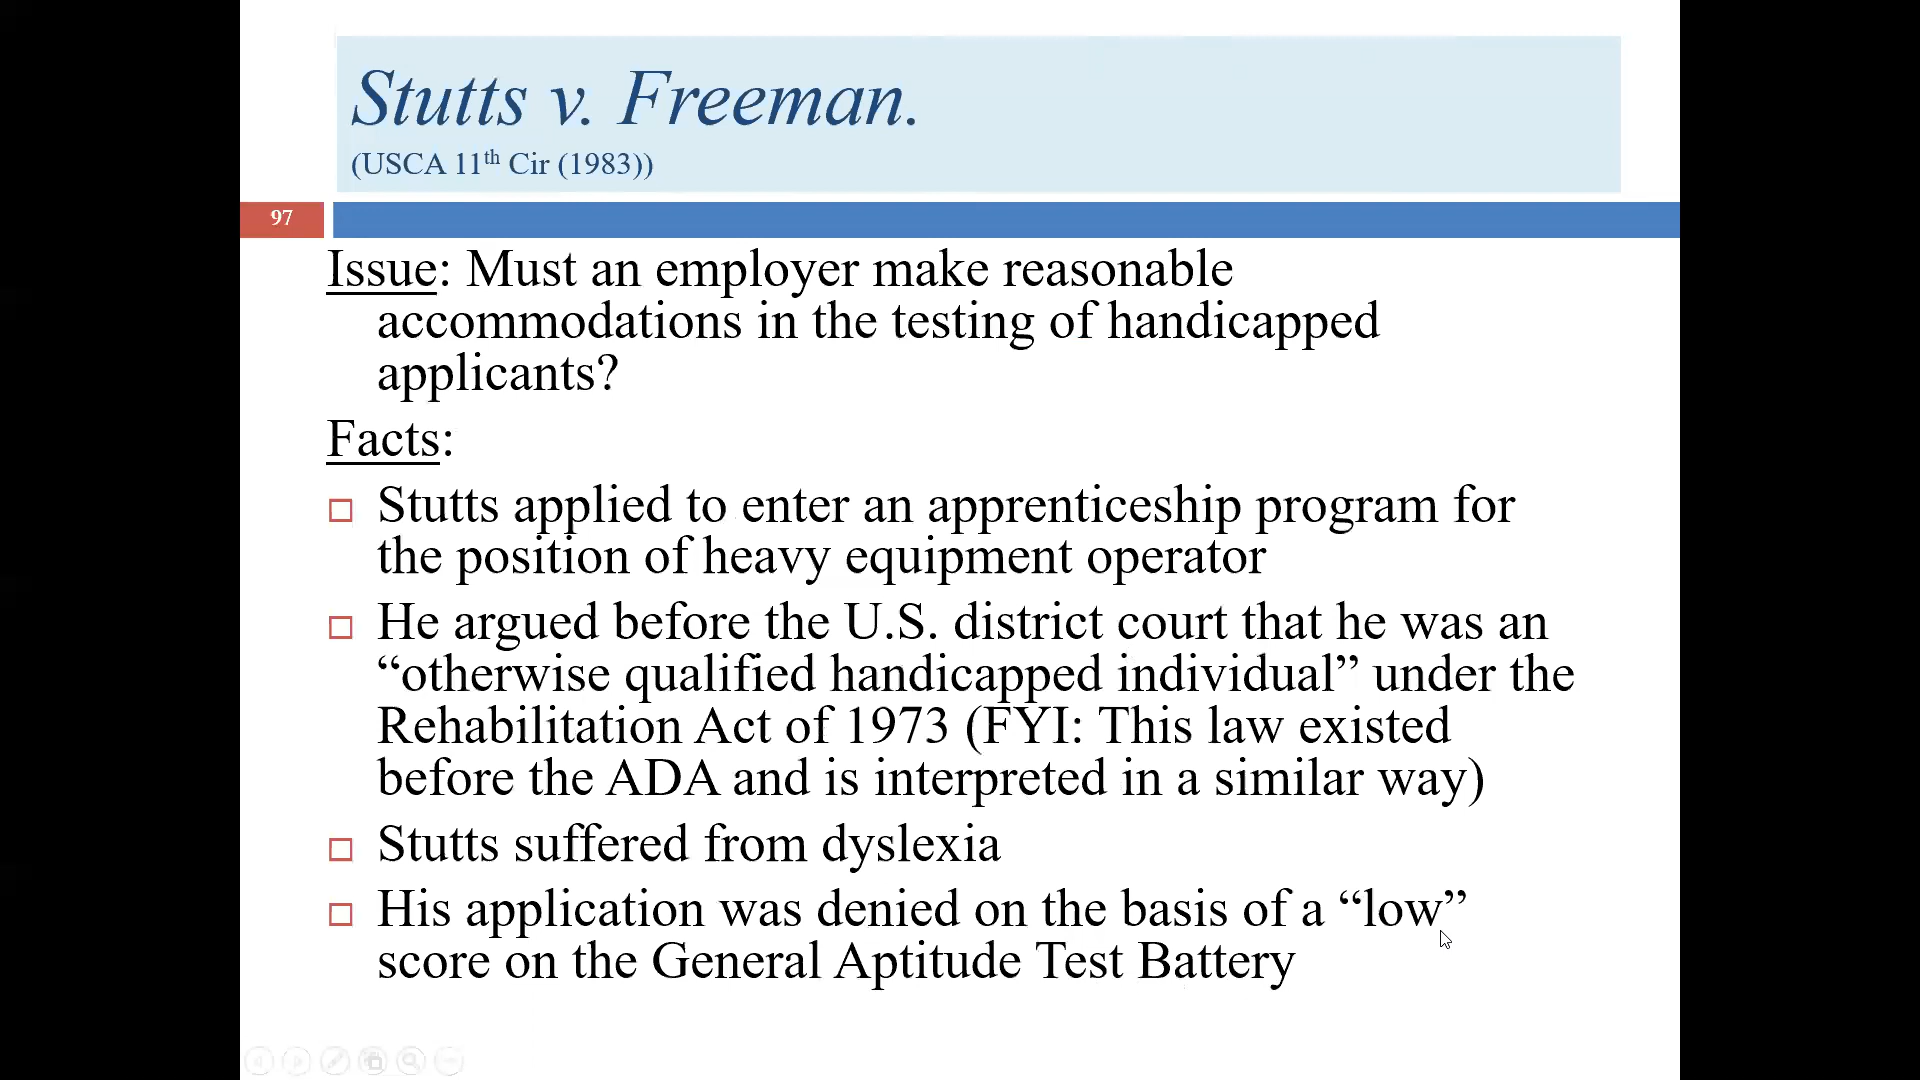 Stutts v. Freeman.
(USCA 11th Cir (1983))
97
Issue: Must an employer make reasonable
accommodations in the testing of handicapped
applicants?
Facts:
Stutts applied to enter an apprenticeship program for
the position of heavy equipment operator
He argued before the U.S. district court that he was an
“otherwise qualified handicapped individual” under the
Rehabilitation Act of 1973 (FYI: This law existed
before the ADA and is interpreted in a similar way)
Stutts suffered from dyslexia
His application was denied on the basis of a “low”
score on the General Aptitude Test Battery